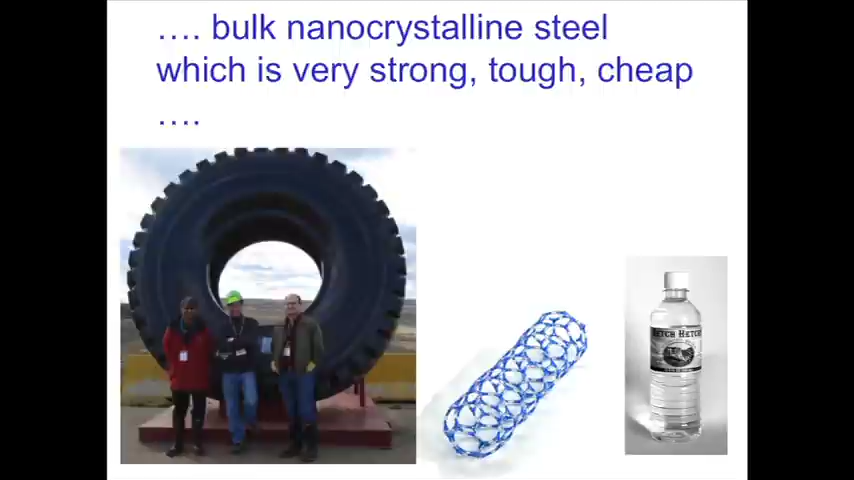 …. bulk nanocrystalline steel
which is very strong, tough, cheap
….
HETCH HETCHY